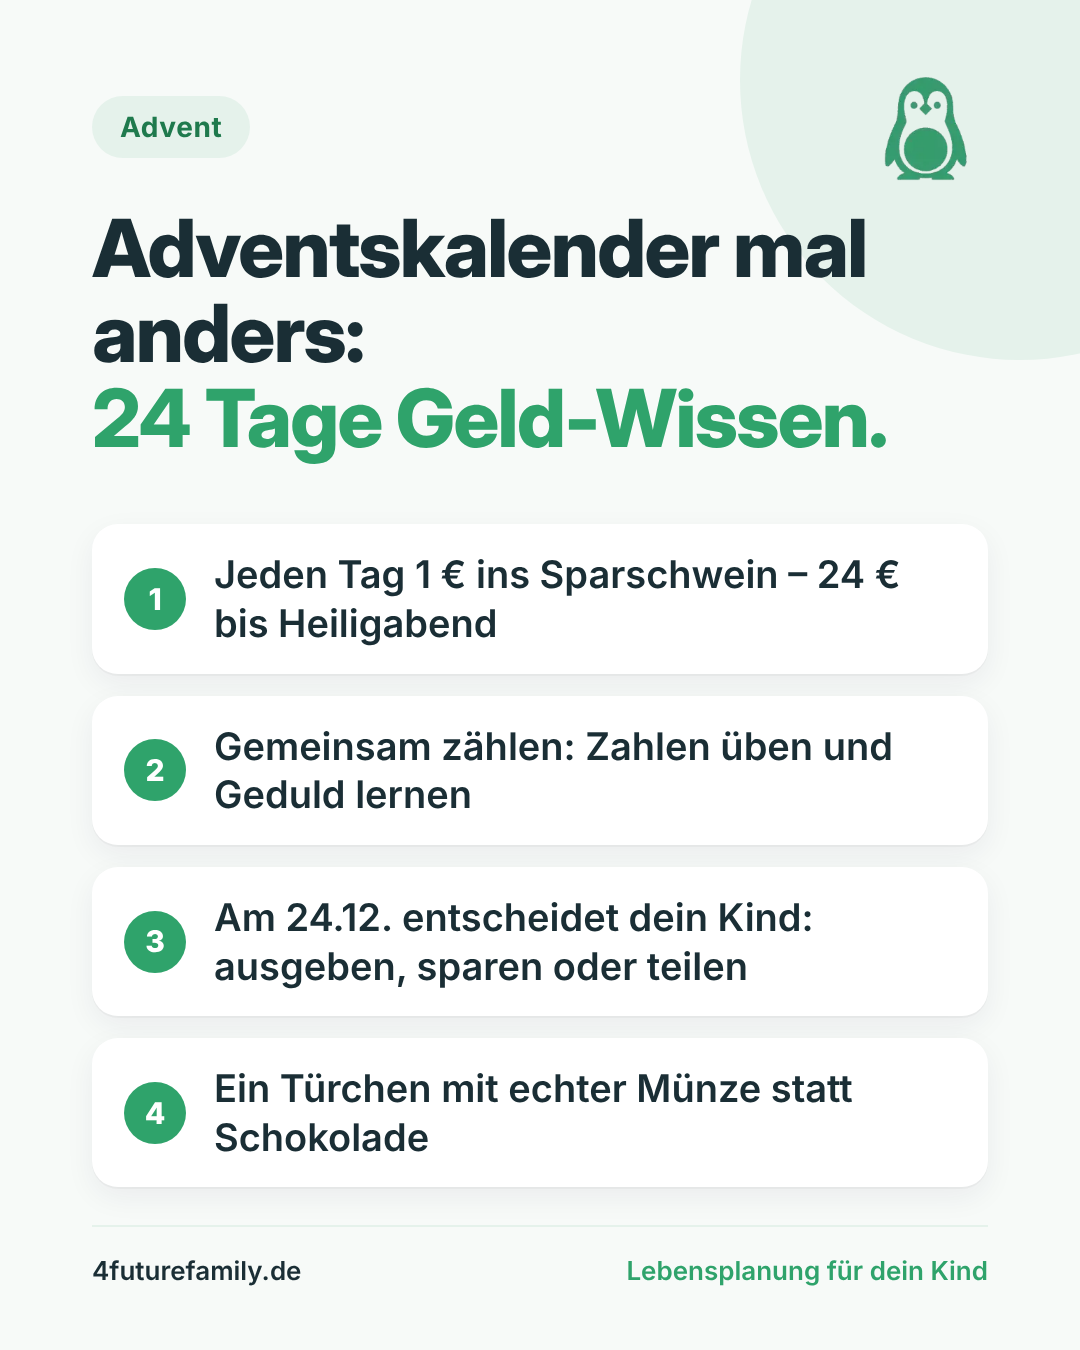 Advent
Adventskalender mal
anders:
24 Tage Geld-Wissen.
1
Jeden Tag 1 € ins Sparschwein – 24 €
bis Heiligabend
2
Gemeinsam zählen: Zahlen üben und
Geduld lernen
3
Am 24.12. entscheidet dein Kind:
ausgeben, sparen oder teilen
4
Ein Türchen mit echter Münze statt
Schokolade
4futurefamily.de
Lebensplanung für dein Kind